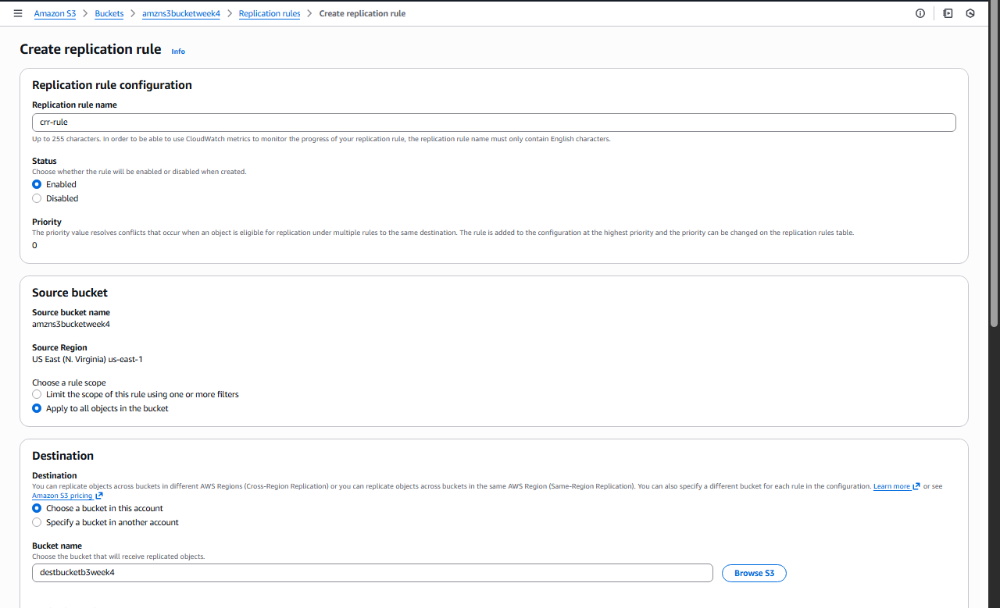 Amazon S3 > Buckets > amzns3bucketweek4 > Replication rules > Create replication rule
Create replication rule Info
Replication rule configuration
Replication rule name
crr-rule
Up to 255 characters. In order to be able to use CloudWatch metrics to monitor the progress of your replication rule, the replication rule name must only contain English characters.
Status
Choose whether the rule will be enabled or disabled when created.
Enabled
Disabled
Priority
The priority value resolves conflicts that occur when an object is eligible for replication under multiple rules to the same destination. The rule is added to the configuration at the highest priority and the priority can be changed on the replication rules table.
0
Source bucket
Source bucket name
amzns3bucketweek4
Source Region
US East (N. Virginia) us-east-1
Choose a rule scope
Limit the scope of this rule using one or more filters
Apply to all objects in the bucket
Destination
Destination
You can replicate objects across buckets in different AWS Regions (Cross-Region Replication) or you can replicate objects across buckets in the same AWS Region (Same-Region Replication). You can also specify a different bucket for each rule in the configuration. Learn more or see
Amazon S3 pricing
Choose a bucket in this account
Specify a bucket in another account
Bucket name
Choose the bucket that will receive replicated objects.
destbucketb3week4 Browse S3